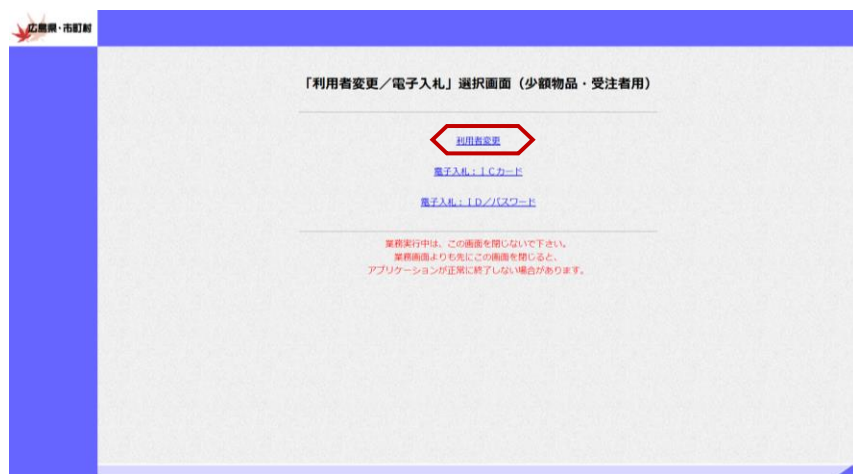 広島県・市町村
「利用者変更／電子入札」選択画面（少額物品・受注者用）
利用者変更
電子入札：ＩＣカード
電子入札：ＩＤ／パスワード
業務実行中は、この画面を閉じないで下さい。
業務画面よりも先にこの画面を閉じると、
アプリケーションが正常に終了しない場合があります。